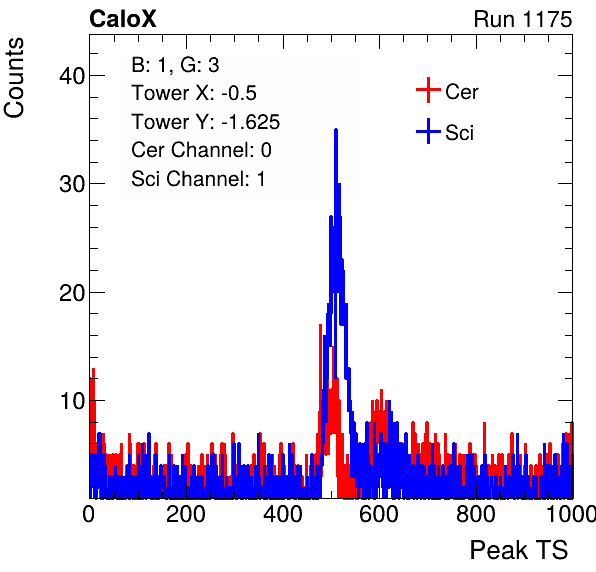 CaloX Run 1175
Counts
B: 1, G: 3
Tower X: -0.5
Tower Y: -1.625
Cer Channel: 0
Sci Channel: 1
Cer
Sci
40
30
20
10
0 200 400 600 800 1000
Peak TS